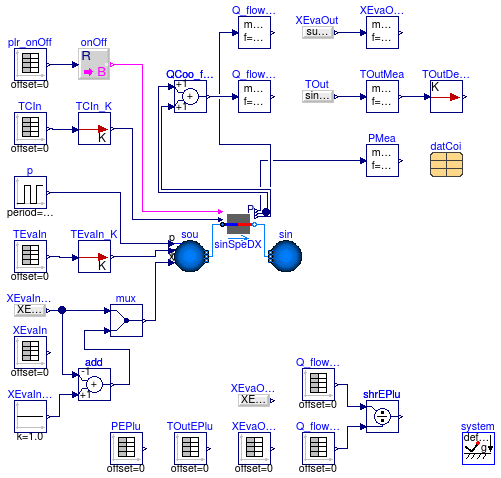 Q_flow...
m...
f=...
XEvaOut
su...
XEvaO...
m...
f=...
plr_onOff
offset=0
onOff
R
B
QCoo_f...
+1
+
+1
Q_flow...
m...
f=...
TOut
sin...
TOutMea
m...
f=...
TOutDe...
K
TCIn
offset=0
TCIn_K
K
PMea
m...
f=...
datCoi
p
period=...
P
sinSpeDX
TEvaIn
offset=0
TEvaIn_K
K
sou
p
X
sin
XEvaIn...
XE...
mux
XEvaIn
offset=0
add
-1
+
+1
XEvaIn...
k=1.0
XEvaO...
XE...
Q_flow...
offset=0
shrEPlu
PEPlu
offset=0
TOutEPlu
offset=0
XEvaO...
offset=0
Q_flow...
offset=0
system
def...
g